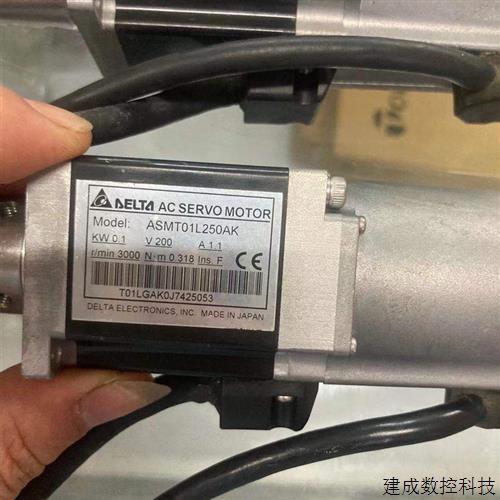 DELTA AC SERVO MOTOR
Model: ASMT01L250AK
KW 0.1 V 200 A 1.1
r/min 3000 N·m 0.318 Ins. F
T01LGAK0J7425053
DELTA ELECTRONICS, INC. MADE IN JAPAN
建成数控科技